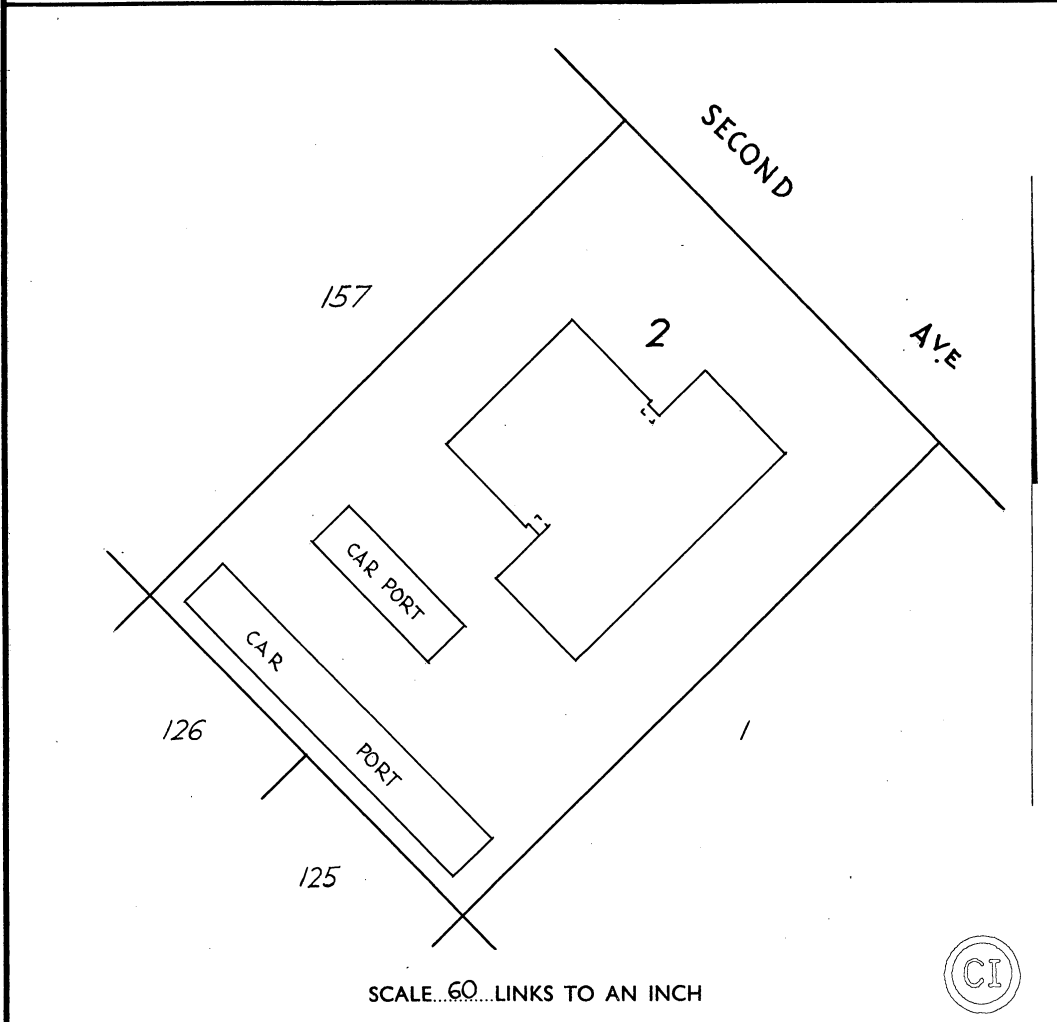 SECOND
AVE
157
2
CAR PORT
CAR
PORT
126
1
125
SCALE...60...LINKS TO AN INCH
CI